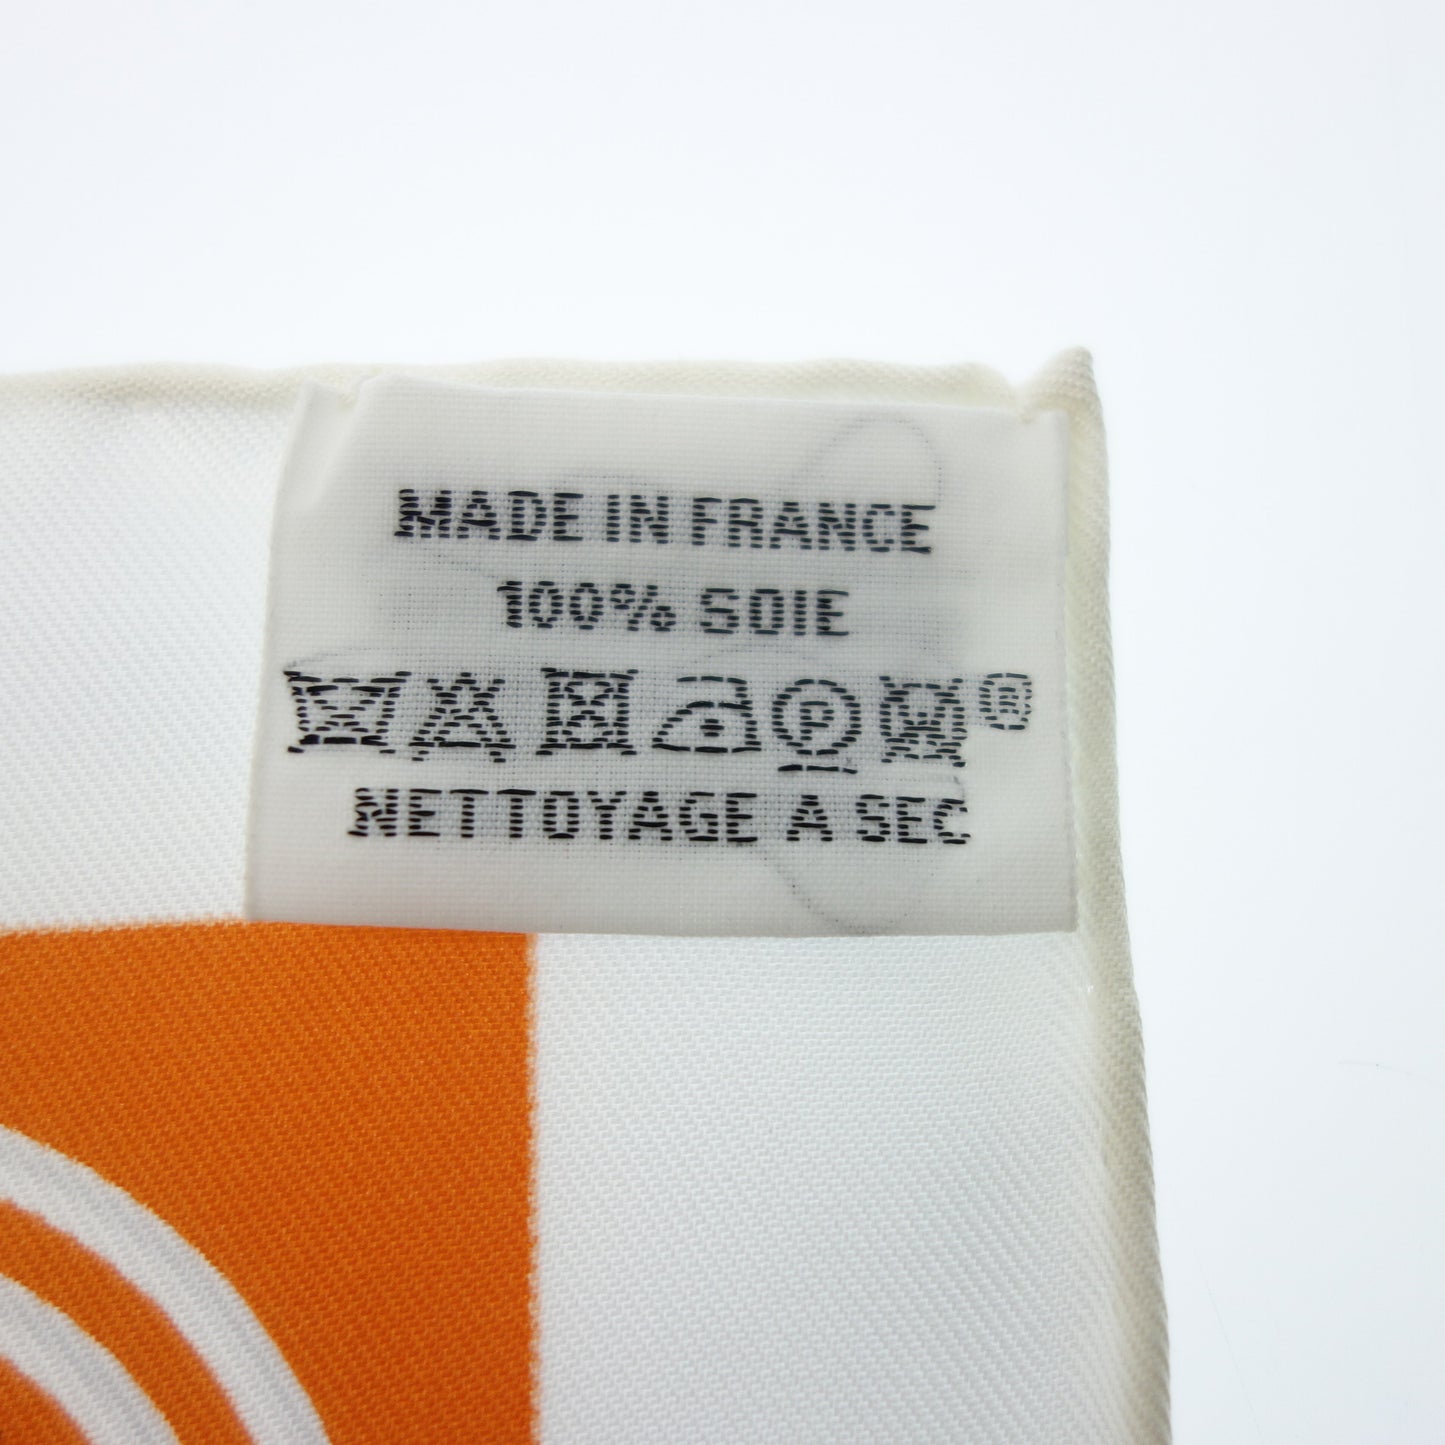 MADE IN FRANCE
100% SOIE
P W ®
NETTOYAGE A SEC